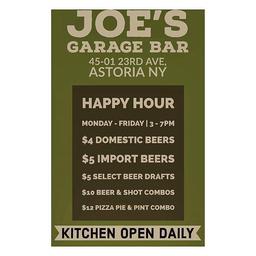 JOE'S
GARAGE BAR
45-01 23RD AVE,
ASTORIA NY
HAPPY HOUR
MONDAY - FRIDAY | 3 - 7PM
$4 DOMESTIC BEERS
$5 IMPORT BEERS
$5 SELECT BEER DRAFTS
$10 BEER & SHOT COMBOS
$12 PIZZA PIE & PINT COMBO
KITCHEN OPEN DAILY